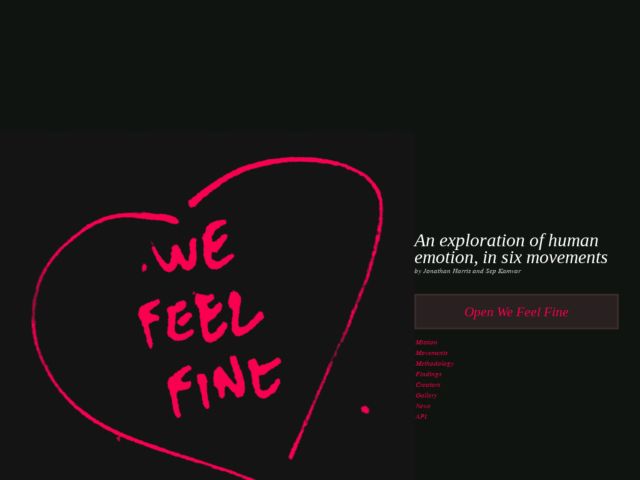 WE
FEEL
FINE
An exploration of human
emotion, in six movements
by Jonathan Harris and Sep Kamvar
Open We Feel Fine
Mission
Movements
Methodology
Findings
Creators
Gallery
News
API